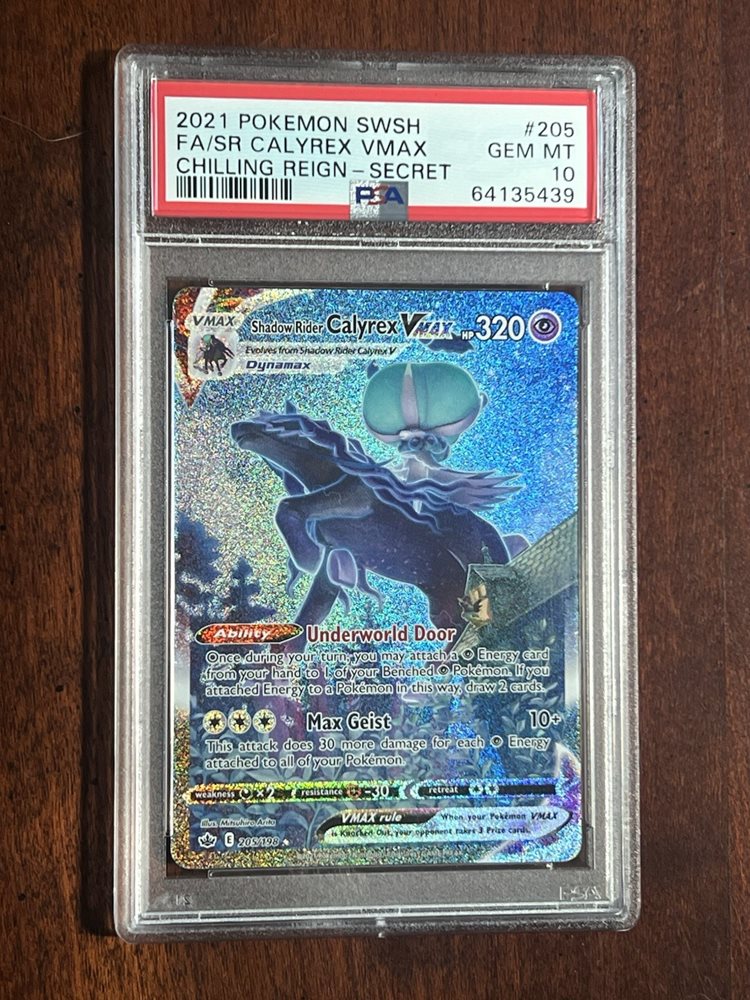 2021 POKEMON SWSH #205
FA/SR CALYREX VMAX GEM MT
CHILLING REIGN - SECRET 10
PSA 64135439
VMAX Shadow Rider Calyrex VMAX HP 320
Evolves from Shadow Rider Calyrex V
Dynamax
Ability Underworld Door
Once during your turn, you may attach a Energy card
from your hand to 1 of your Benched Pokémon. If you
attached Energy to a Pokémon in this way, draw 2 cards.
Max Geist 10+
This attack does 30 more damage for each Energy
attached to all of your Pokémon.
weakness ×2 resistance -30 retreat
VMAX rule When your Pokémon VMAX
is Knocked Out, your opponent takes 3 Prize cards.
Illus. Mitsuhiro Arita
E 205/198
PSA